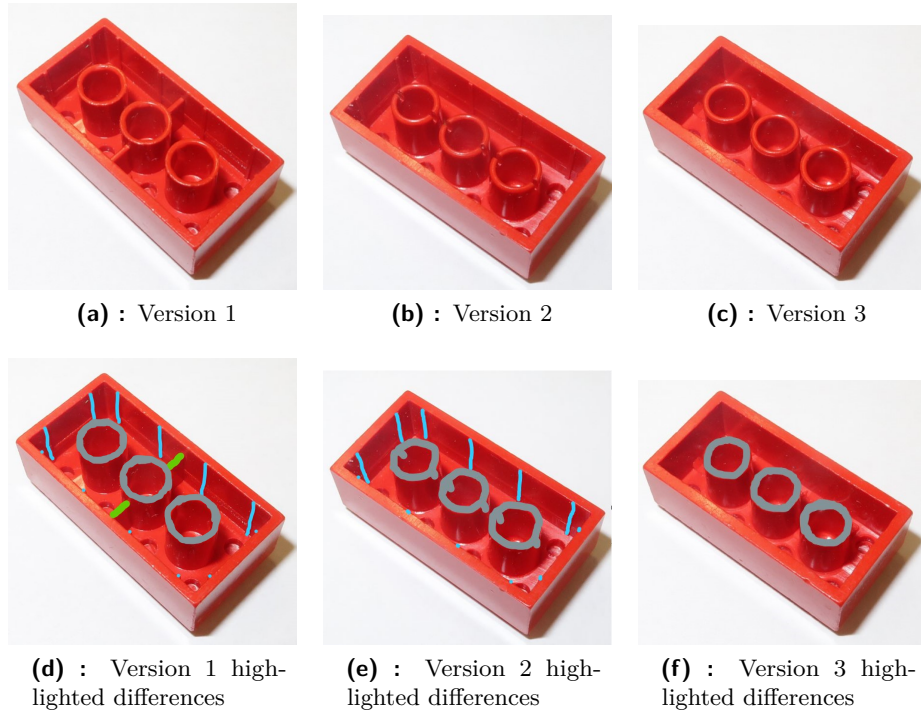 (a) : Version 1
(b) : Version 2
(c) : Version 3
(d) : Version 1 high-
lighted differences
(e) : Version 2 high-
lighted differences
(f) : Version 3 high-
lighted differences